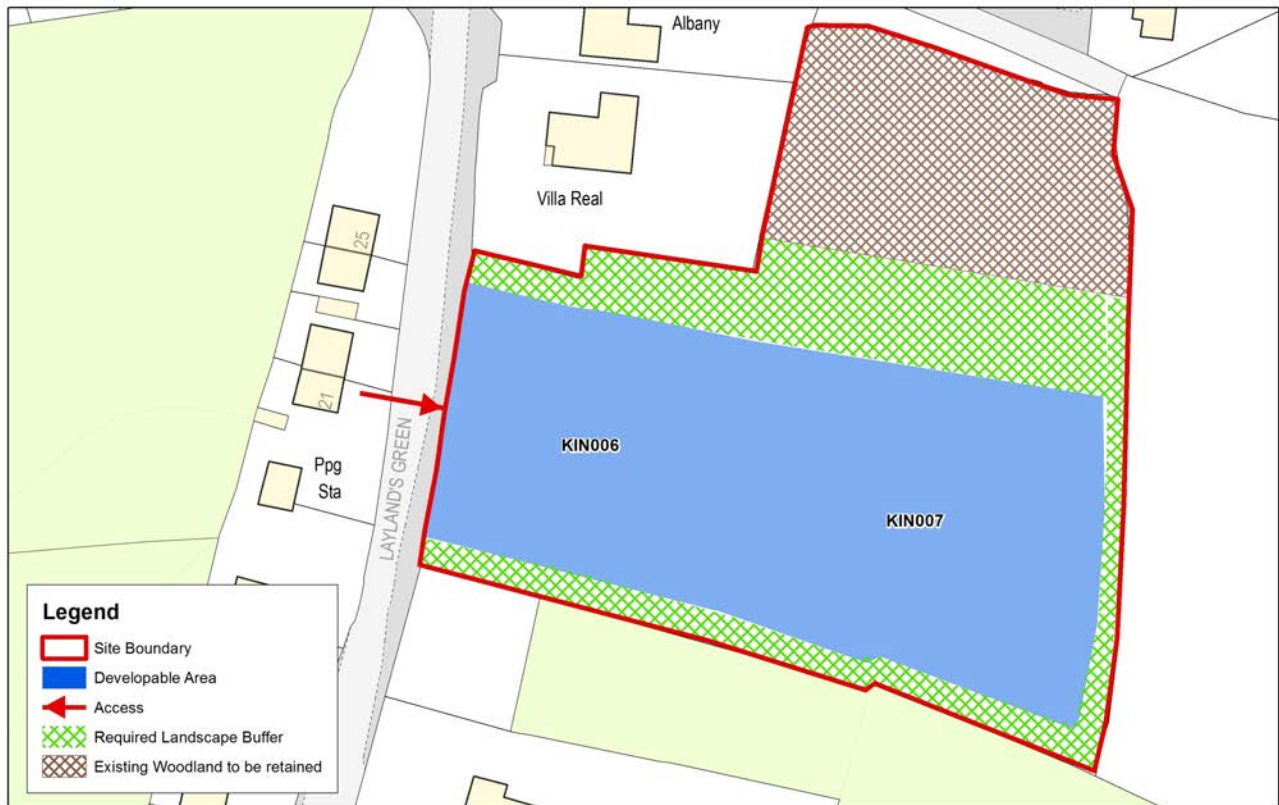 Albany
Villa Real
25
21
Ppg
Sta
LAYLAND'S GREEN
KIN006
KIN007
Legend
Site Boundary
Developable Area
Access
Required Landscape Buffer
Existing Woodland to be retained